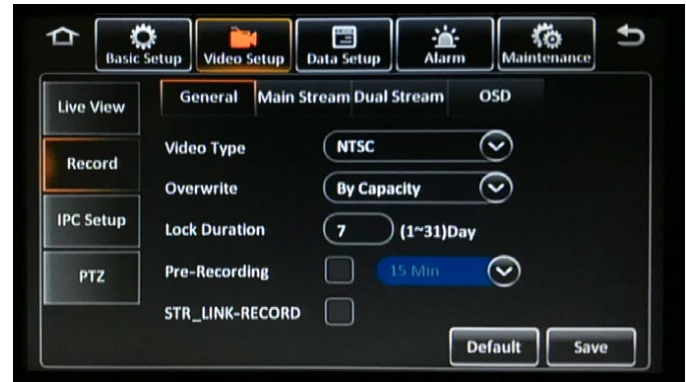 Basic Setup Video Setup Data Setup Alarm Maintenance
General Main Stream Dual Stream OSD
Live View
Record
IPC Setup
PTZ
Video Type NTSC
Overwrite By Capacity
Lock Duration 7 (1~31)Day
Pre-Recording 15 Min
STR_LINK-RECORD
Default Save